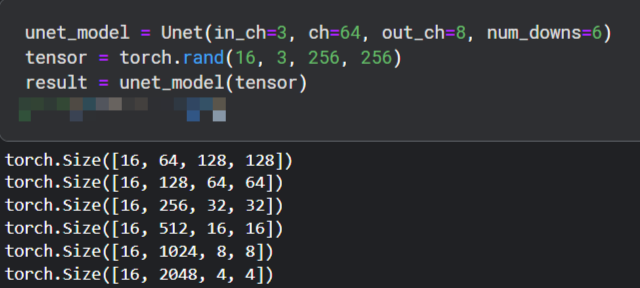 unet_model = Unet(in_ch=3, ch=64, out_ch=8, num_downs=6)
tensor = torch.rand(16, 3, 256, 256)
result = unet_model(tensor)
torch.Size([16, 64, 128, 128])
torch.Size([16, 128, 64, 64])
torch.Size([16, 256, 32, 32])
torch.Size([16, 512, 16, 16])
torch.Size([16, 1024, 8, 8])
torch.Size([16, 2048, 4, 4])